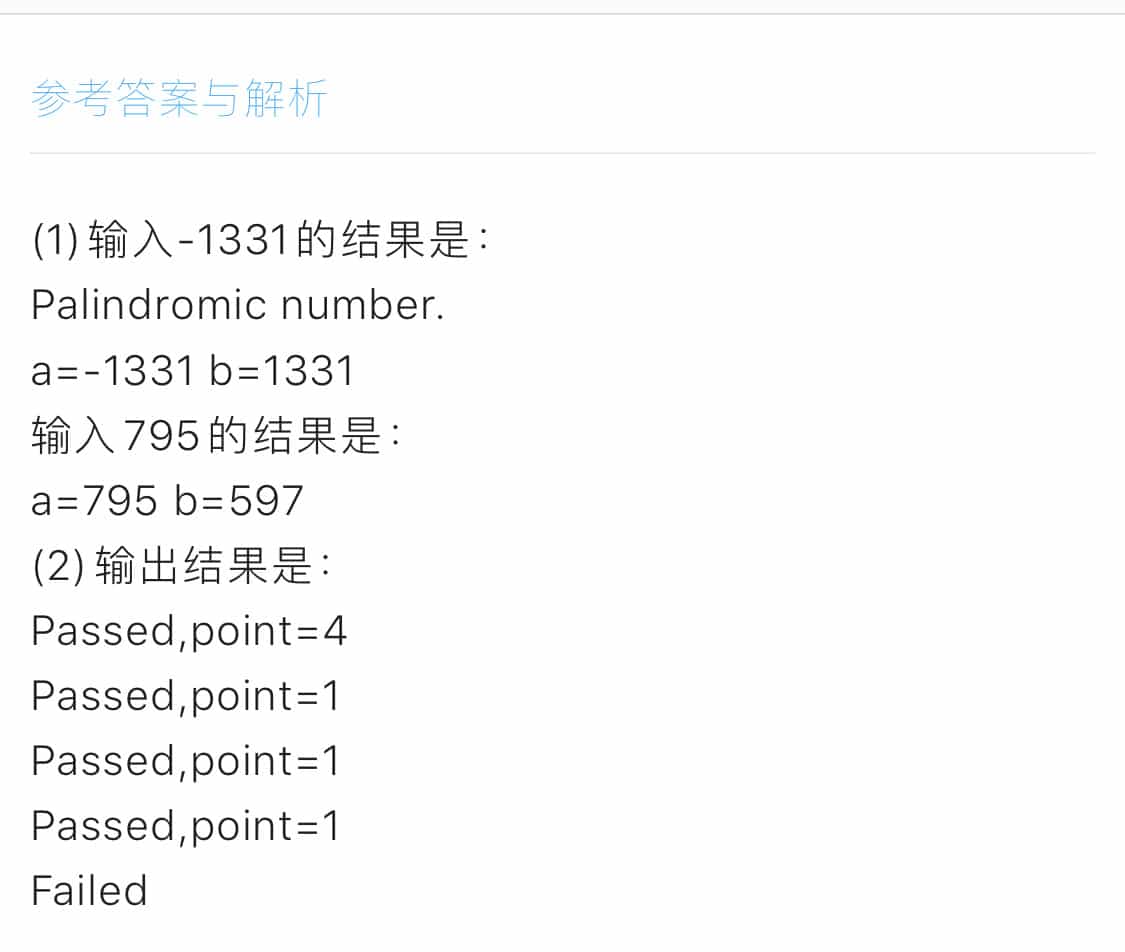 参考答案与解析
(1)输入-1331的结果是:
Palindromic number.
a=-1331 b=1331
输入795的结果是:
a=795 b=597
(2)输出结果是:
Passed,point=4
Passed,point=1
Passed,point=1
Passed,point=1
Failed